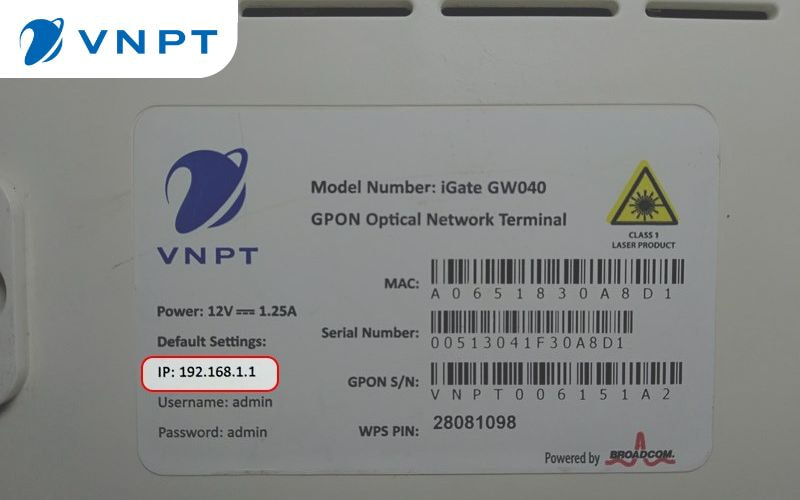 VNPT
VNPT
Model Number: iGate GW040
GPON Optical Network Terminal
CLASS 1
LASER PRODUCT
Power: 12V 1.25A
Default Settings:
IP: 192.168.1.1
Username: admin
Password: admin
MAC:
A0651830A8D1
Serial Number:
00513041F30A8D1
GPON S/N:
VNPT006151A2
WPS PIN: 28081098
Powered by BROADCOM.